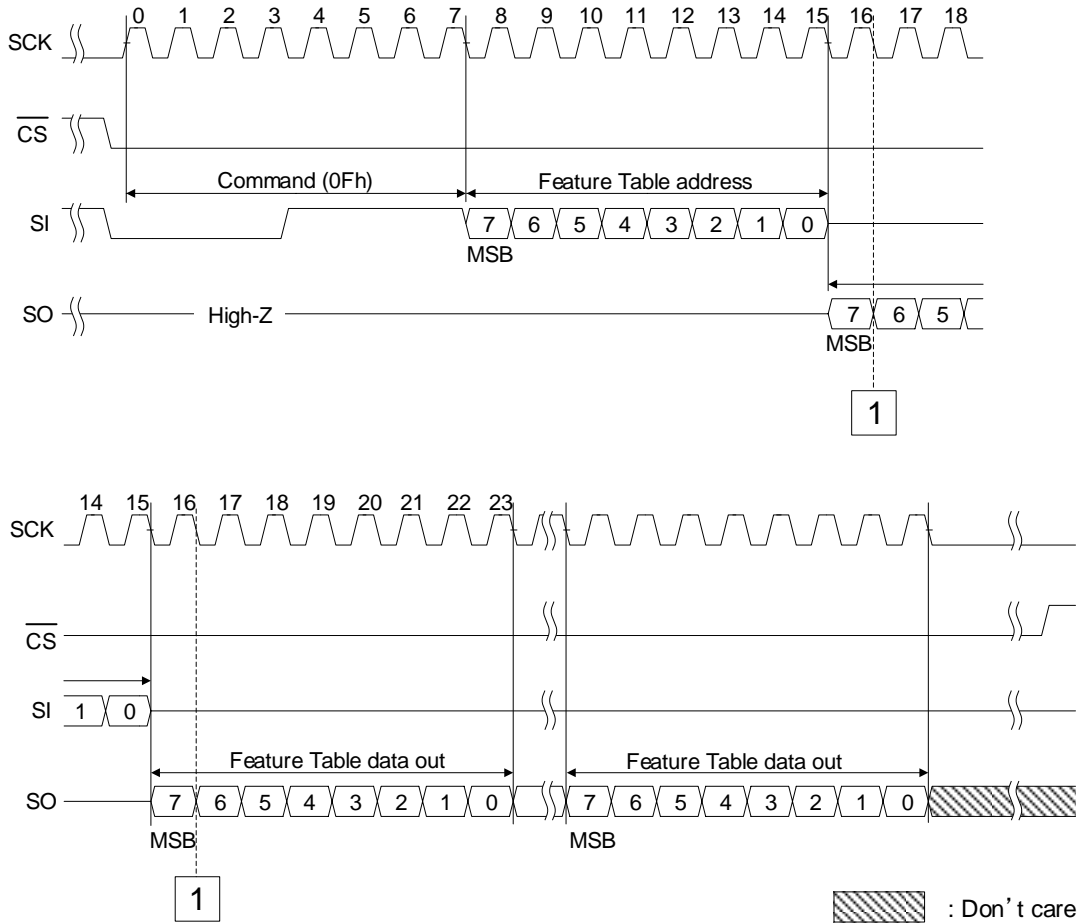 0 1 2 3 4 5 6 7 8 9 10 11 12 13 14 15 16 17 18
SCK
CS
Command (0Fh) Feature Table address
SI 7 6 5 4 3 2 1 0
MSB
SO High-Z 7 6 5
MSB
1
14 15 16 17 18 19 20 21 22 23
SCK
CS
SI 1 0
Feature Table data out Feature Table data out
SO 7 6 5 4 3 2 1 0 7 6 5 4 3 2 1 0
MSB MSB
1
: Don't care